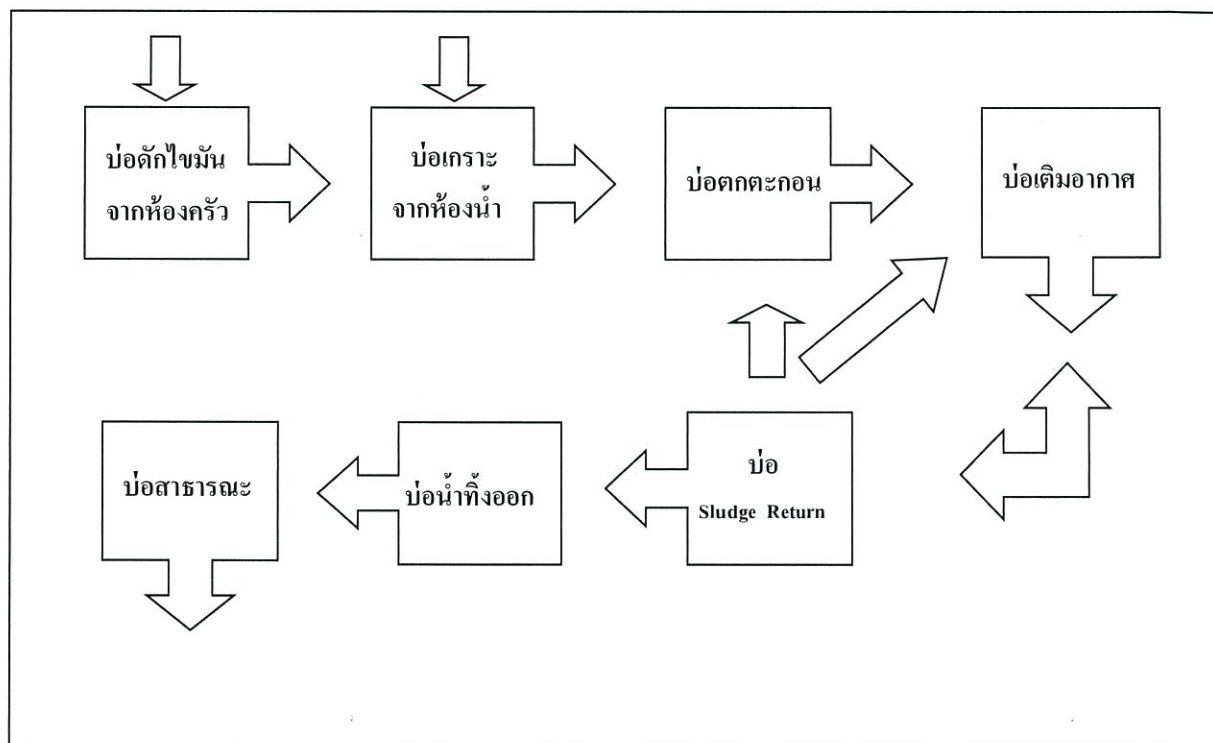 บ่อดักไขมัน
จากห้องครัว
บ่อเกราะ
จากห้องน้ำ
บ่อตกตะกอน
บ่อเติมอากาศ
บ่อสาธารณะ
บ่อน้ำทิ้งออก
บ่อ
Sludge Return